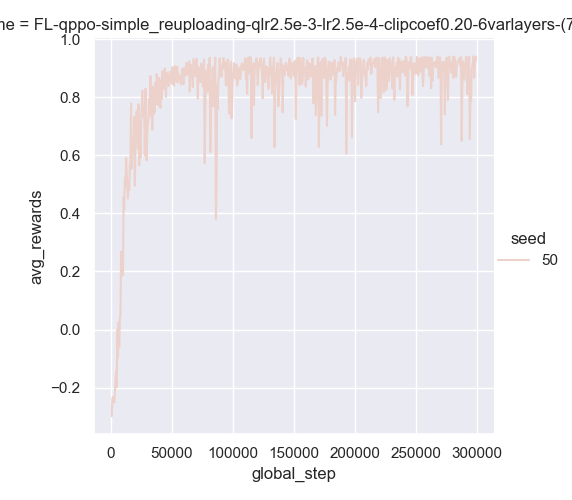 ne = FL-qppo-simple_reuploading-qlr2.5e-3-lr2.5e-4-clipcoef0.20-6varlayers-(7
1.0
0.8
0.6
0.4
0.2
0.0
−0.2
avg_rewards
0 50000 100000 150000 200000 250000 300000
global_step
seed
50